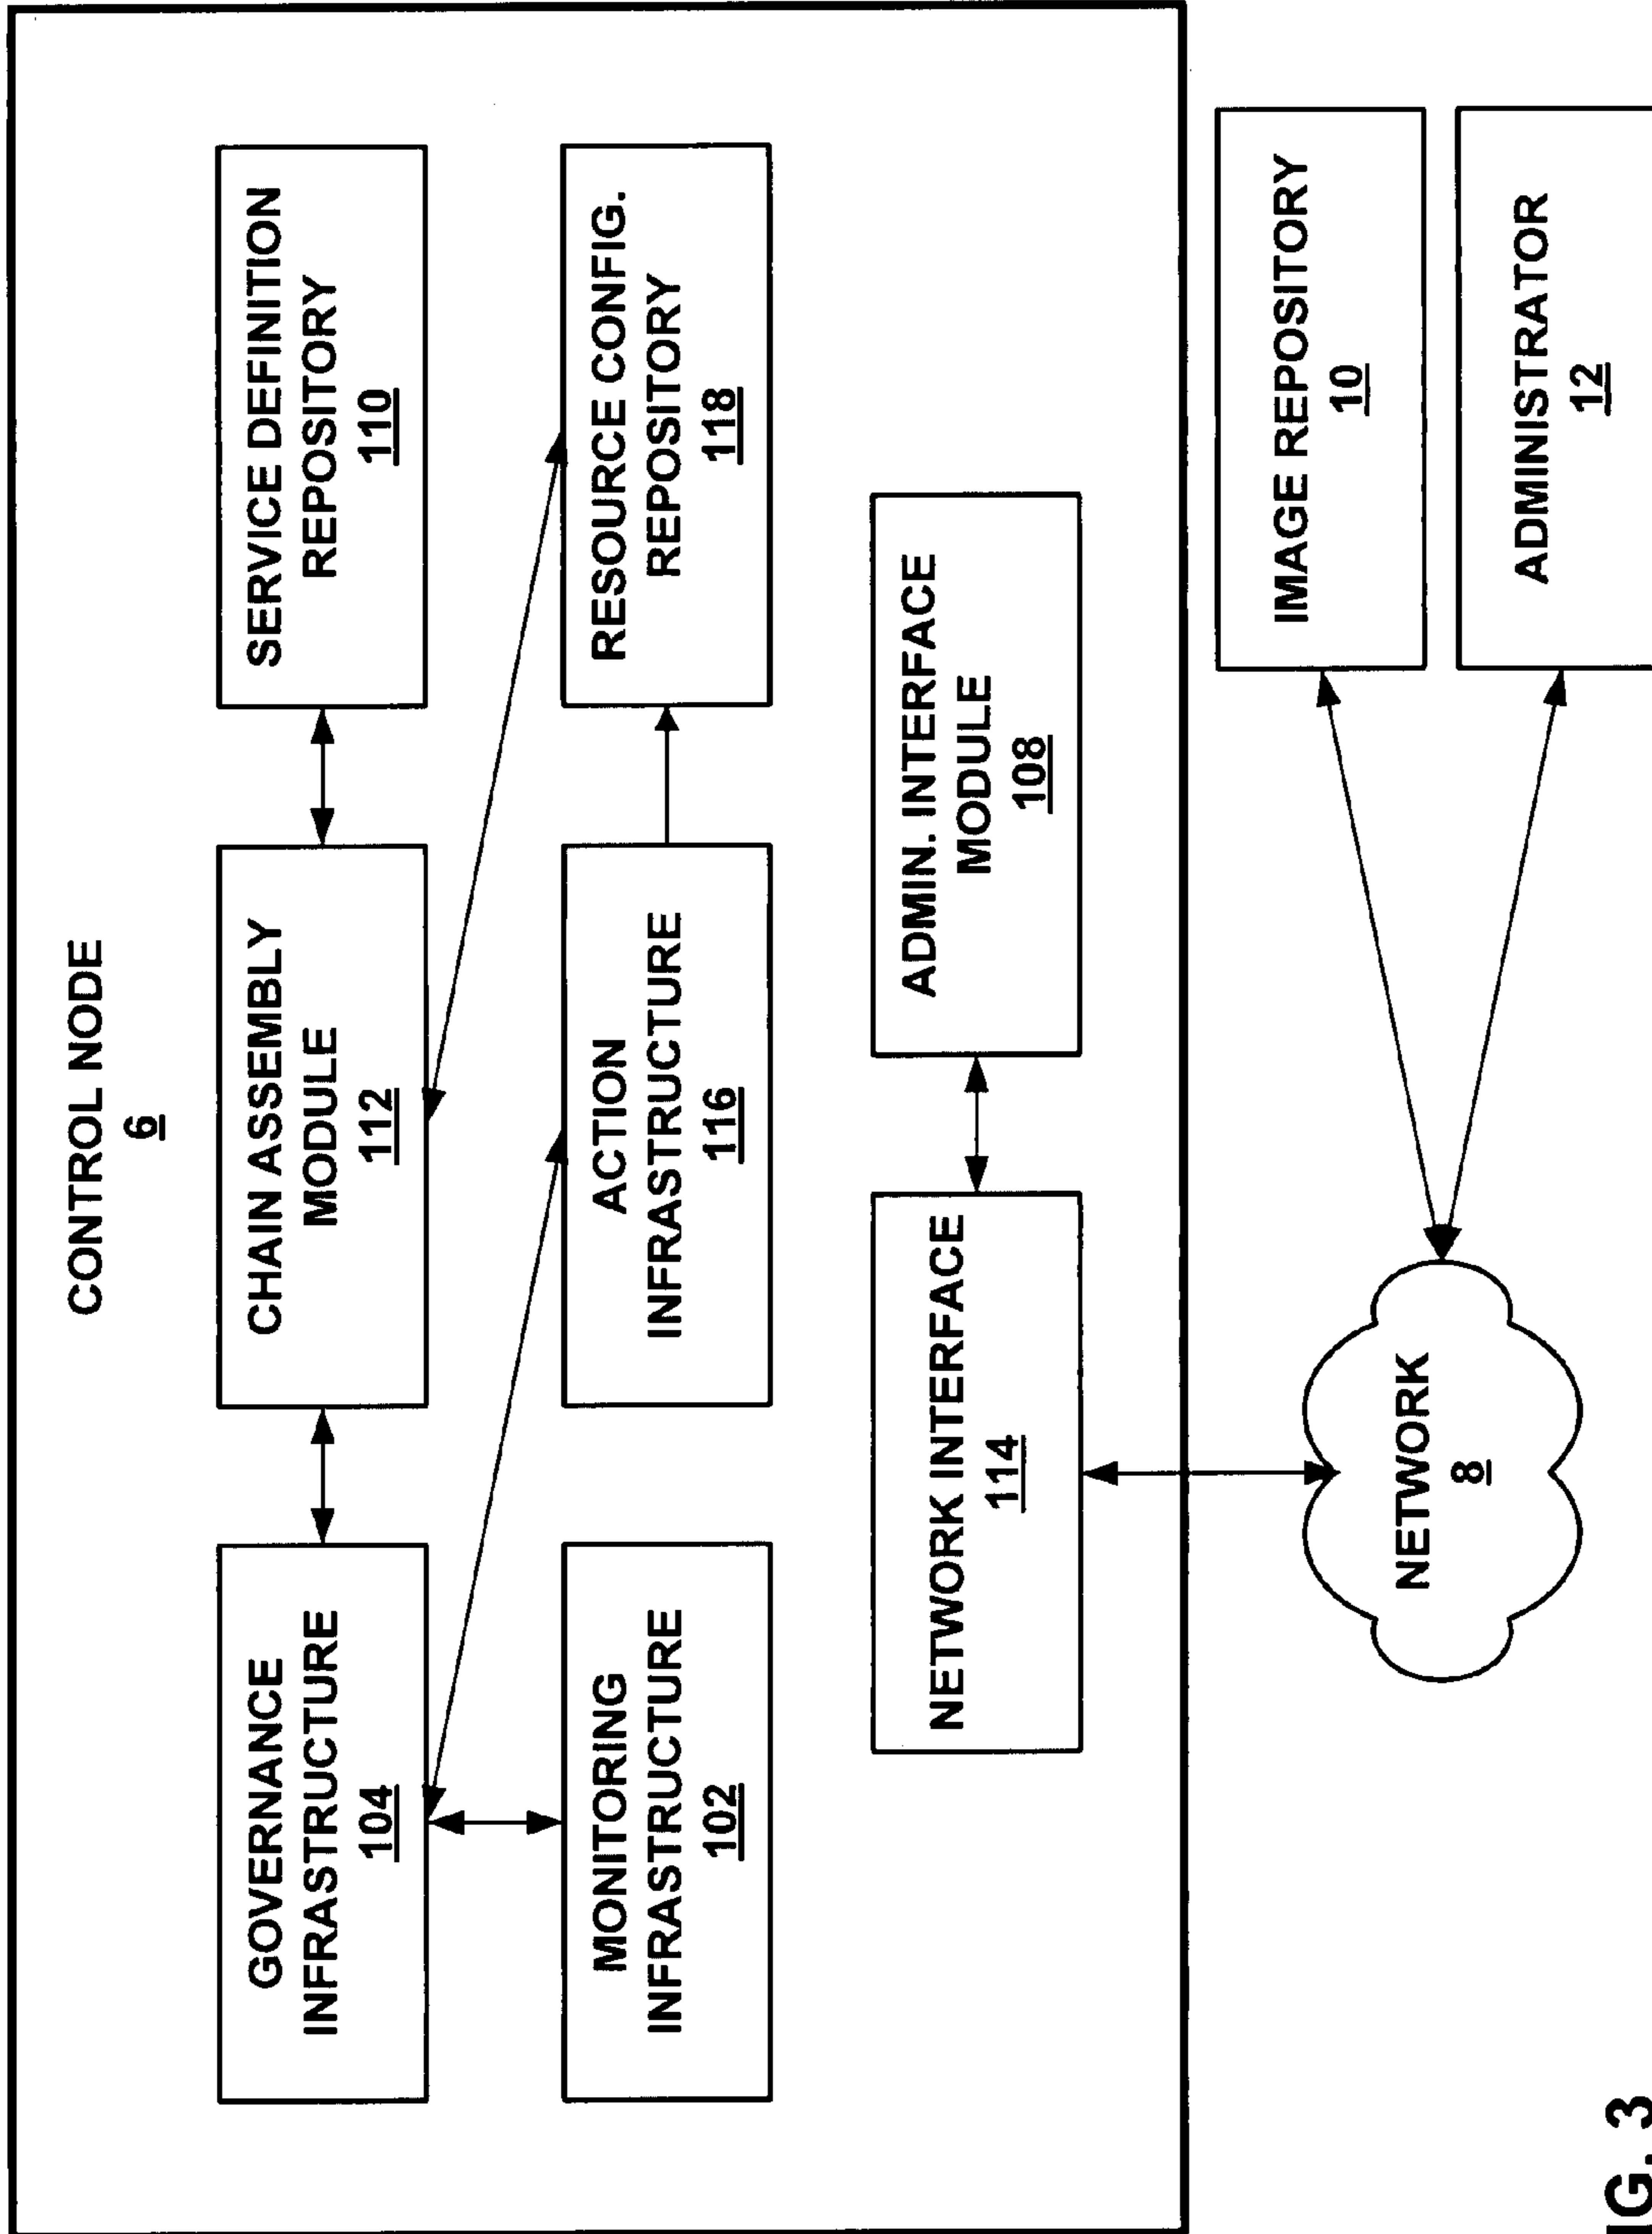 CONTROL NODE
6
GOVERNANCE
INFRASTRUCTURE
104
CHAIN ASSEMBLY
MODULE
112
SERVICE DEFINITION
REPOSITORY
110
MONITORING
INFRASTRUCTURE
102
ACTION
INFRASTRUCTURE
116
RESOURCE CONFIG.
REPOSITORY
118
NETWORK INTERFACE
114
ADMIN. INTERFACE
MODULE
108
NETWORK
8
IMAGE REPOSITORY
10
ADMINISTRATOR
12
IG. 3